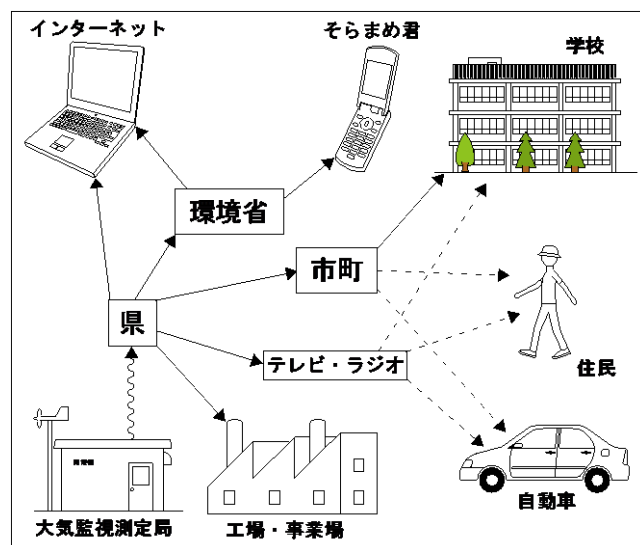 インターネット
そらまめ君
学校
環境省
市町
県
テレビ・ラジオ
住民
大気監視測定局
工場・事業場
自動車